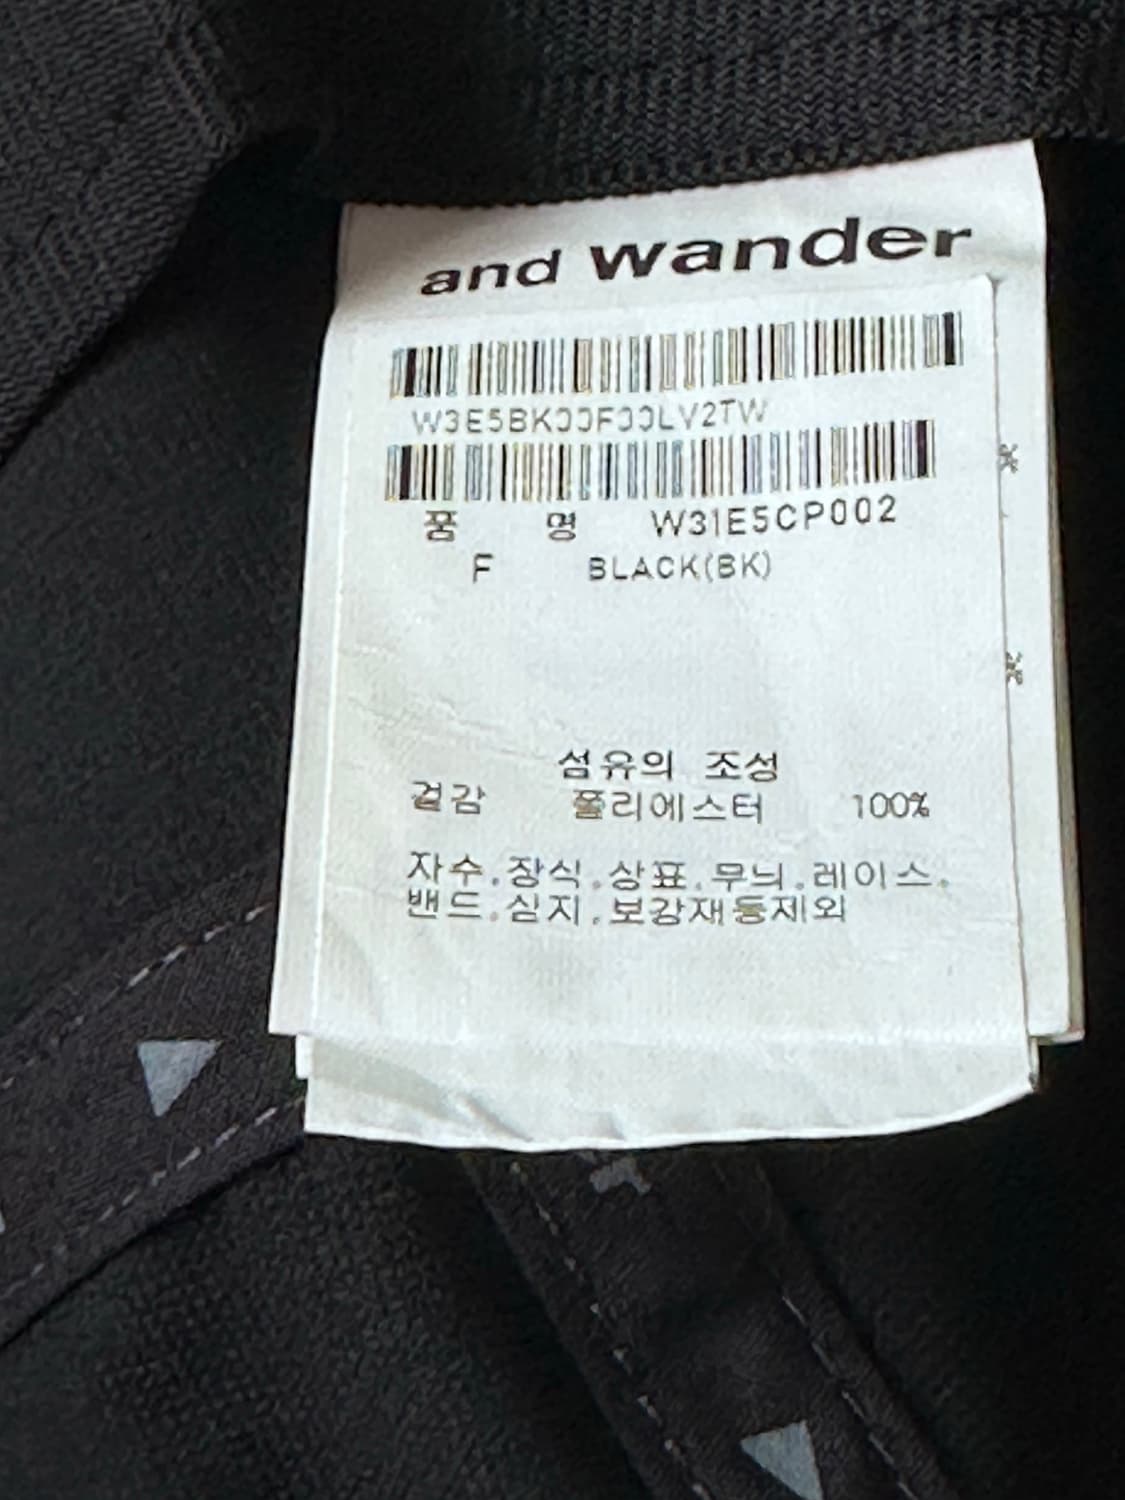 and wander
W3E5BK00F00LV2TW
품 명 W31E5CP002
F BLACK(BK)
섬유의 조성
겉감 폴리에스터 100%
자수.장식.상표.무늬.레이스.
밴드.심지.보강재등제외